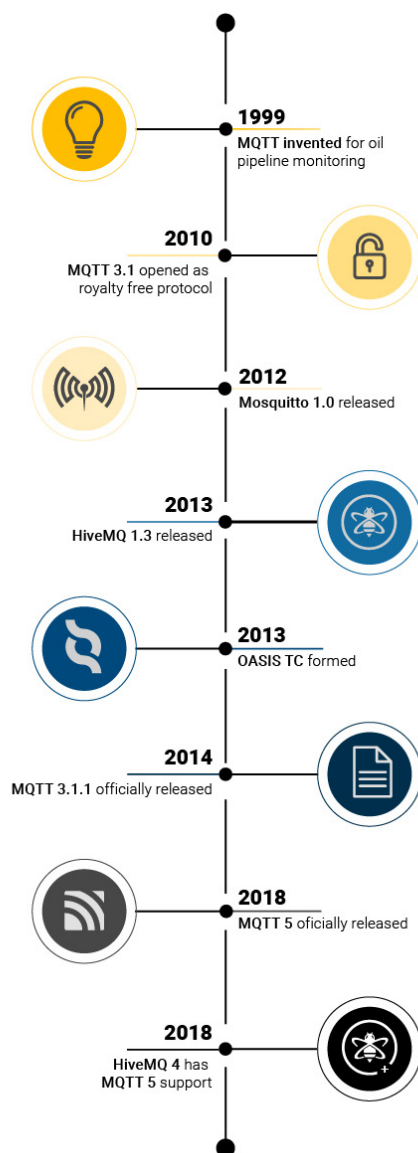 1999
MQTT invented for oil
pipeline monitoring
2010
MQTT 3.1 opened as
royalty free protocol
2012
Mosquitto 1.0 released
2013
HiveMQ 1.3 released
2013
OASIS TC formed
2014
MQTT 3.1.1 officially released
2018
MQTT 5 oficially released
2018
HiveMQ 4 has
MQTT 5 support